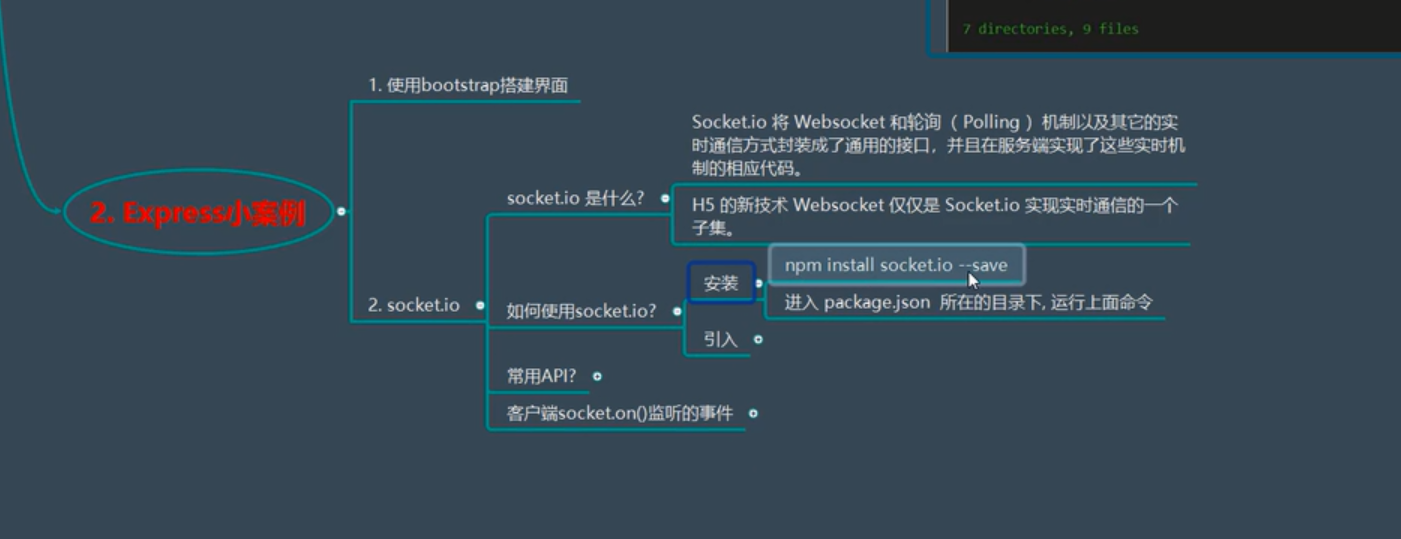 7 directories, 9 files
1. 使用bootstrap搭建界面
Socket.io 将 Websocket 和轮询（ Polling ）机制以及其它的实
时通信方式封装成了通用的接口，并且在服务端实现了这些实时机
制的相应代码。
socket.io 是什么?
H5 的新技术 Websocket 仅仅是 Socket.io 实现实时通信的一个
子集。
2. Express小案例
npm install socket.io --save
安装
进入 package.json 所在的目录下, 运行上面命令
2. socket.io
如何使用socket.io?
引入
常用API?
客户端socket.on()监听的事件